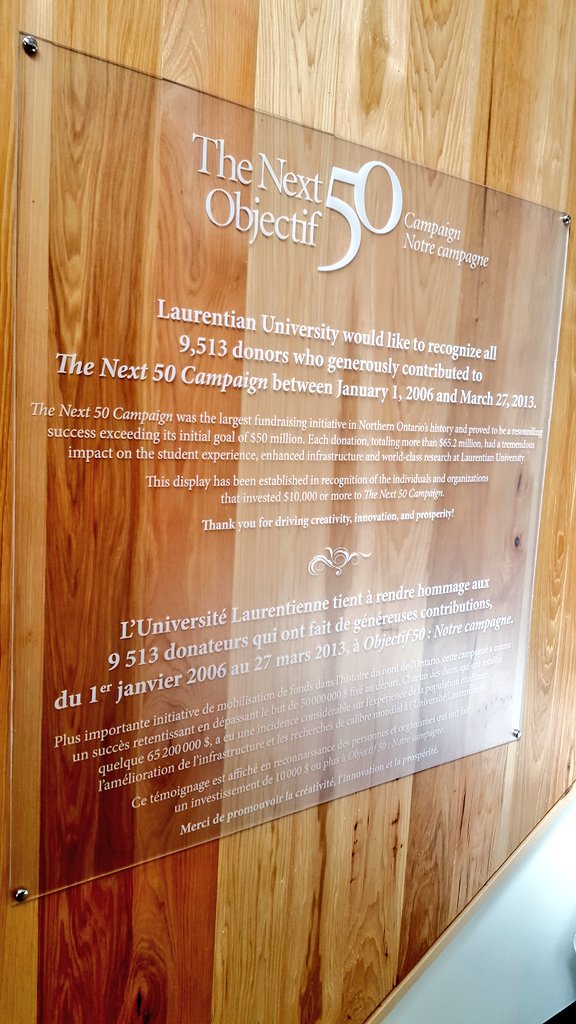 The Next
Objectif 50 Campaign
Notre campagne
Laurentian University would like to recognize all
9,513 donors who generously contributed to
The Next 50 Campaign between January 1, 2006 and March 27, 2013.
The Next 50 Campaign was the largest fundraising initiative in Northern Ontario's history and proved to be a resounding
success exceeding its initial goal of $50 million. Each donation, totaling more than $65.2 million, had a tremendous
impact on the student experience, enhanced infrastructure and world-class research at Laurentian University.
This display has been established in recognition of the individuals and organizations
that invested $10,000 or more to The Next 50 Campaign.
Thank you for driving creativity, innovation, and prosperity!
L'Université Laurentienne tient à rendre hommage aux
9 513 donateurs qui ont fait de généreuses contributions,
du 1er janvier 2006 au 27 mars 2013, à Objectif 50 : Notre campagne.
Plus importante initiative de mobilisation de fonds dans l'histoire du nord de l'Ontario, cette campagne a connu
un succès retentissant en dépassant le but de 50 000 000 $ fixé au départ. Chacun des dons, qui ont totalisé
quelque 65 200 000 $, a eu une incidence considérable sur l'expérience de la population étudiante,
l'amélioration de l'infrastructure et les recherches de calibre mondial à l'Université Laurentienne.
Ce témoignage est affiché en reconnaissance des personnes et organismes qui ont fait
un investissement de 10 000 $ ou plus à Objectif 50 : Notre campagne.
Merci de promouvoir la créativité, l'innovation et la prospérité.